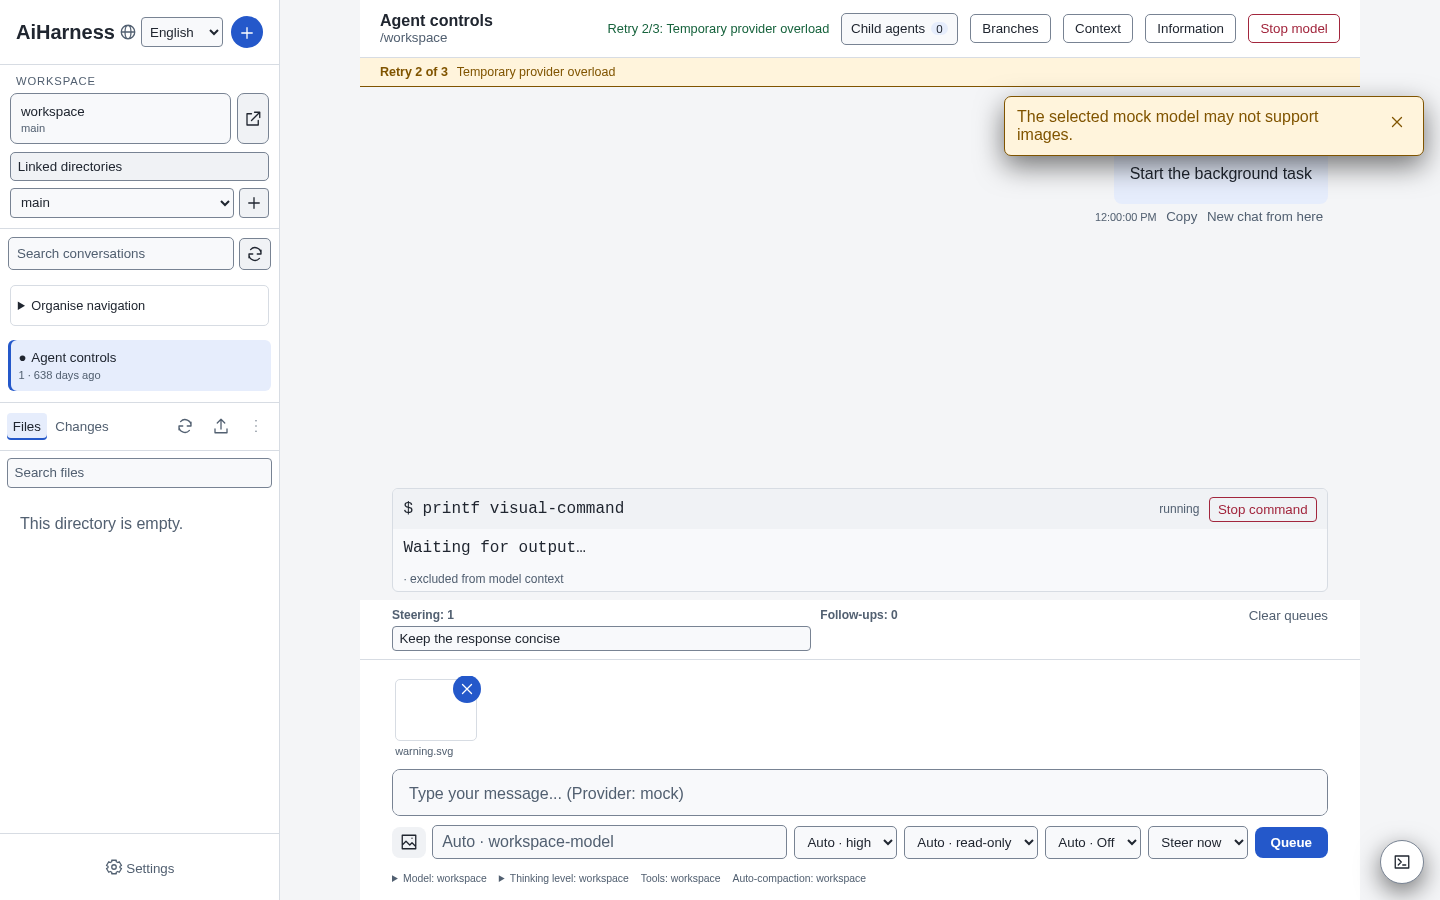 AiHarness
English
WORKSPACE
workspace
main
Linked directories
main
Search conversations
Organise navigation
● Agent controls
1 · 638 days ago
Files
Changes
Search files
This directory is empty.
Settings
Agent controls
/workspace
Retry 2/3: Temporary provider overload
Child agents 0
Branches
Context
Information
Stop model
Retry 2 of 3 Temporary provider overload
The selected mock model may not support
images.
Start the background task
12:00:00 PM Copy New chat from here
$ printf visual-command
running
Stop command
Waiting for output…
· excluded from model context
Steering: 1
Follow-ups: 0
Clear queues
Keep the response concise
warning.svg
Type your message... (Provider: mock)
Auto · workspace-model
Auto · high
Auto · read-only
Auto · Off
Steer now
Queue
Model: workspace
Thinking level: workspace
Tools: workspace
Auto-compaction: workspace